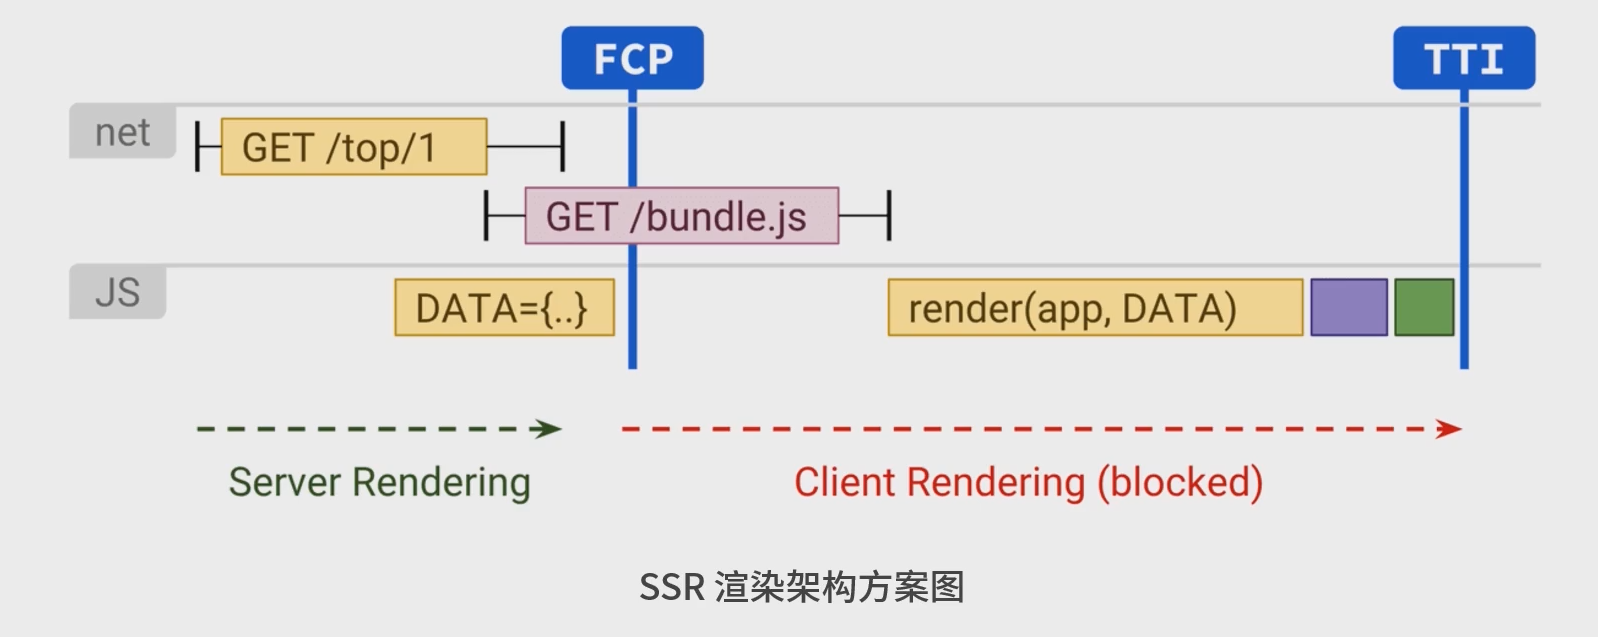 FCP
TTI
net
GET /top/1
GET /bundle.js
JS
DATA={..}
render(app, DATA)
Server Rendering
Client Rendering (blocked)
SSR 渲染架构方案图